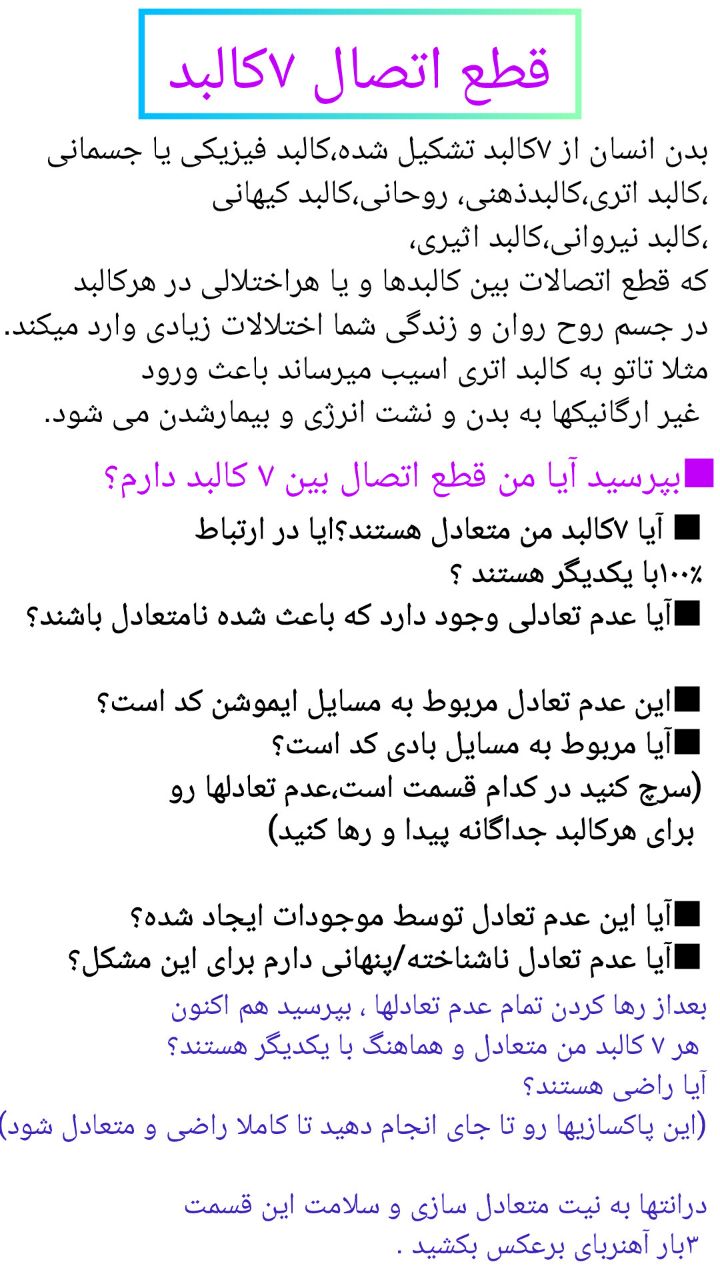 قطع اتصال ۷کالبد
بدن انسان از ۷کالبد تشکیل شده،کالبد فیزیکی یا جسمانی
،کالبد اتری،کالبدذهنی، روحانی،کالبد کیهانی
،کالبد نیروانی،کالبد اثیری،
که قطع اتصالات بین کالبدها و یا هراختلالی در هرکالبد
در جسم روح روان و زندگی شما اختلالات زیادی وارد میکند.
مثلا تاتو به کالبد اتری اسیب میرساند باعث ورود
غیر ارگانیکها به بدن و نشت انرژی و بیمارشدن می شود.
■بپرسید آیا من قطع اتصال بین ۷ کالبد دارم؟
■ آیا ۷کالبد من متعادل هستند؟ایا در ارتباط
۱۰۰٪با یکدیگر هستند ؟
■آیا عدم تعادلی وجود دارد که باعث شده نامتعادل باشند؟
■این عدم تعادل مربوط به مسایل ایموشن کد است؟
■آیا مربوط به مسایل بادی کد است؟
(سرچ کنید در کدام قسمت است،عدم تعادلها رو
برای هرکالبد جداگانه پیدا و رها کنید)
■آیا این عدم تعادل توسط موجودات ایجاد شده؟
■آیا عدم تعادل ناشناخته/پنهانی دارم برای این مشکل؟
بعداز رها کردن تمام عدم تعادلها ، بپرسید هم اکنون
هر ۷ کالبد من متعادل و هماهنگ با یکدیگر هستند؟
آیا راضی هستند؟
(این پاکسازیها رو تا جای انجام دهید تا کاملا راضی و متعادل شود)
درانتها به نیت متعادل سازی و سلامت این قسمت
۳بار آهنربای برعکس بکشید .